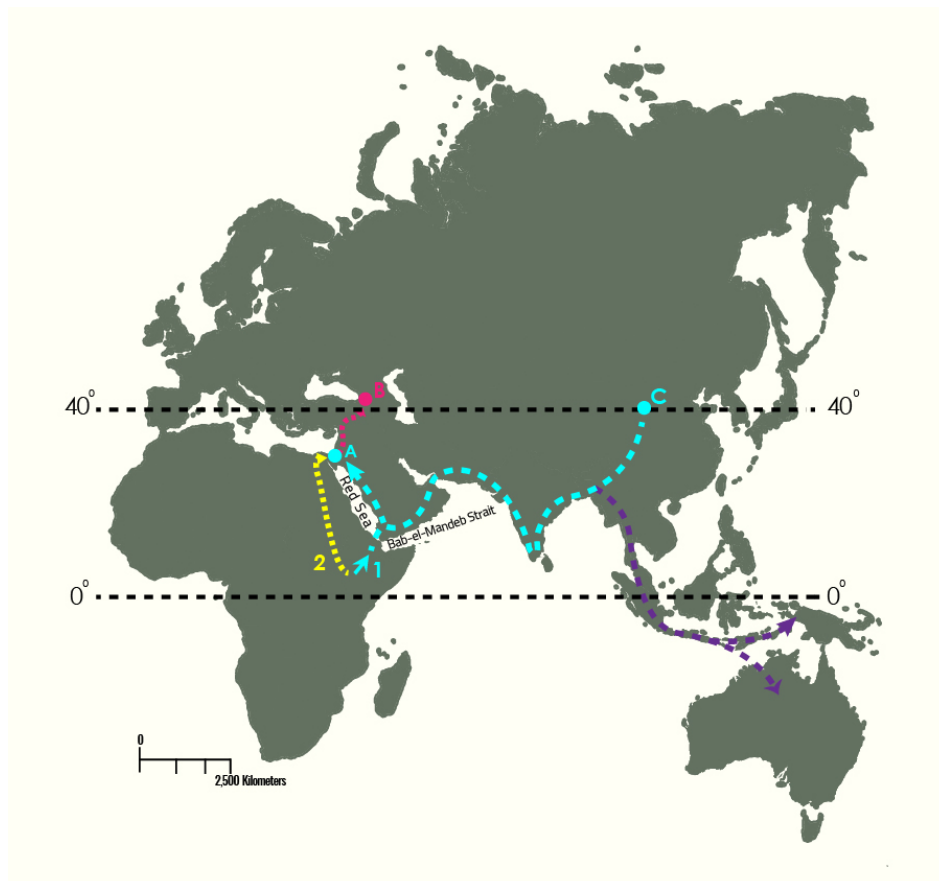 B
C
40° 40°
A
Red Sea
Bab-el-Mandeb Strait
2 1
0° 0°
0
2,500 Kilometers